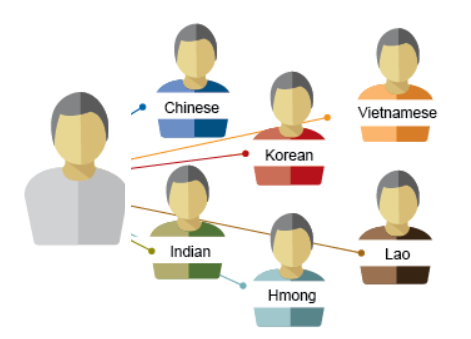 Chinese
Vietnamese
Korean
Indian
Lao
Hmong